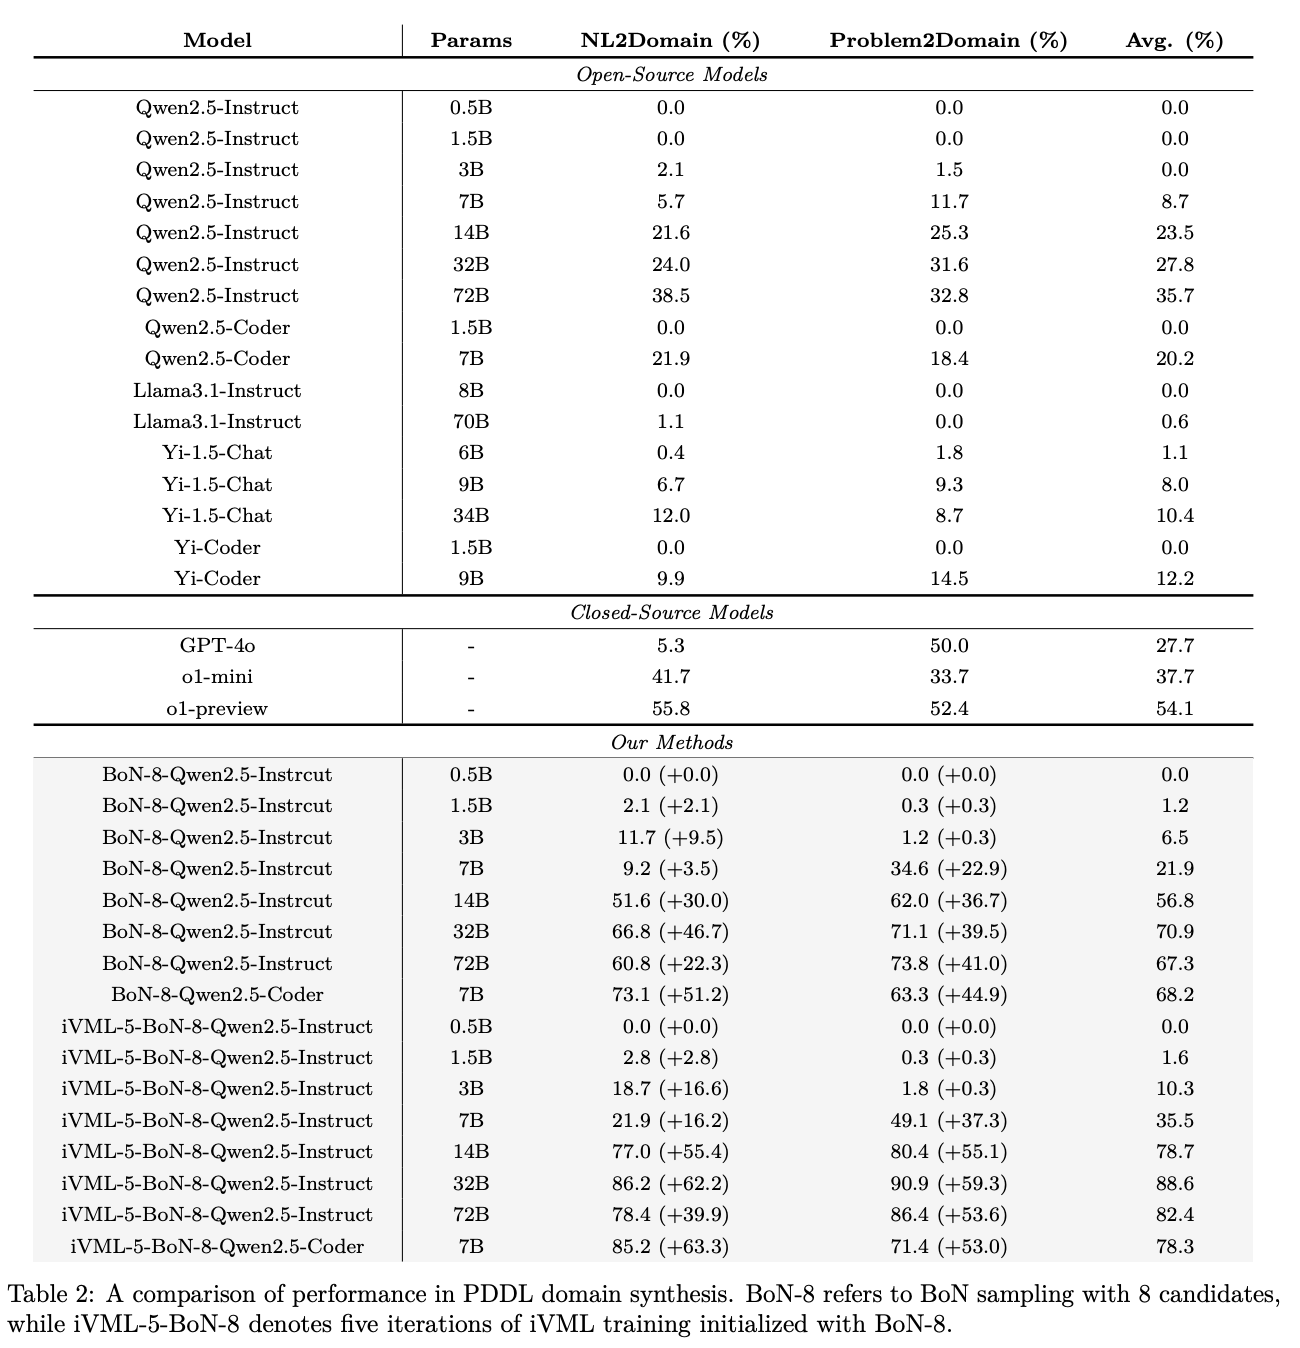 Model Params NL2Domain (%) Problem2Domain (%) Avg. (%)
Open-Source Models
Qwen2.5-Instruct 0.5B 0.0 0.0 0.0
Qwen2.5-Instruct 1.5B 0.0 0.0 0.0
Qwen2.5-Instruct 3B 2.1 1.5 0.0
Qwen2.5-Instruct 7B 5.7 11.7 8.7
Qwen2.5-Instruct 14B 21.6 25.3 23.5
Qwen2.5-Instruct 32B 24.0 31.6 27.8
Qwen2.5-Instruct 72B 38.5 32.8 35.7
Qwen2.5-Coder 1.5B 0.0 0.0 0.0
Qwen2.5-Coder 7B 21.9 18.4 20.2
Llama3.1-Instruct 8B 0.0 0.0 0.0
Llama3.1-Instruct 70B 1.1 0.0 0.6
Yi-1.5-Chat 6B 0.4 1.8 1.1
Yi-1.5-Chat 9B 6.7 9.3 8.0
Yi-1.5-Chat 34B 12.0 8.7 10.4
Yi-Coder 1.5B 0.0 0.0 0.0
Yi-Coder 9B 9.9 14.5 12.2
Closed-Source Models
GPT-4o - 5.3 50.0 27.7
o1-mini - 41.7 33.7 37.7
o1-preview - 55.8 52.4 54.1
Our Methods
BoN-8-Qwen2.5-Instrcut 0.5B 0.0 (+0.0) 0.0 (+0.0) 0.0
BoN-8-Qwen2.5-Instrcut 1.5B 2.1 (+2.1) 0.3 (+0.3) 1.2
BoN-8-Qwen2.5-Instrcut 3B 11.7 (+9.5) 1.2 (+0.3) 6.5
BoN-8-Qwen2.5-Instrcut 7B 9.2 (+3.5) 34.6 (+22.9) 21.9
BoN-8-Qwen2.5-Instrcut 14B 51.6 (+30.0) 62.0 (+36.7) 56.8
BoN-8-Qwen2.5-Instrcut 32B 66.8 (+46.7) 71.1 (+39.5) 70.9
BoN-8-Qwen2.5-Instruct 72B 60.8 (+22.3) 73.8 (+41.0) 67.3
BoN-8-Qwen2.5-Coder 7B 73.1 (+51.2) 63.3 (+44.9) 68.2
iVML-5-BoN-8-Qwen2.5-Instruct 0.5B 0.0 (+0.0) 0.0 (+0.0) 0.0
iVML-5-BoN-8-Qwen2.5-Instruct 1.5B 2.8 (+2.8) 0.3 (+0.3) 1.6
iVML-5-BoN-8-Qwen2.5-Instruct 3B 18.7 (+16.6) 1.8 (+0.3) 10.3
iVML-5-BoN-8-Qwen2.5-Instruct 7B 21.9 (+16.2) 49.1 (+37.3) 35.5
iVML-5-BoN-8-Qwen2.5-Instruct 14B 77.0 (+55.4) 80.4 (+55.1) 78.7
iVML-5-BoN-8-Qwen2.5-Instruct 32B 86.2 (+62.2) 90.9 (+59.3) 88.6
iVML-5-BoN-8-Qwen2.5-Instruct 72B 78.4 (+39.9) 86.4 (+53.6) 82.4
iVML-5-BoN-8-Qwen2.5-Coder 7B 85.2 (+63.3) 71.4 (+53.0) 78.3
Table 2: A comparison of performance in PDDL domain synthesis. BoN-8 refers to BoN sampling with 8 candidates,
while iVML-5-BoN-8 denotes five iterations of iVML training initialized with BoN-8.